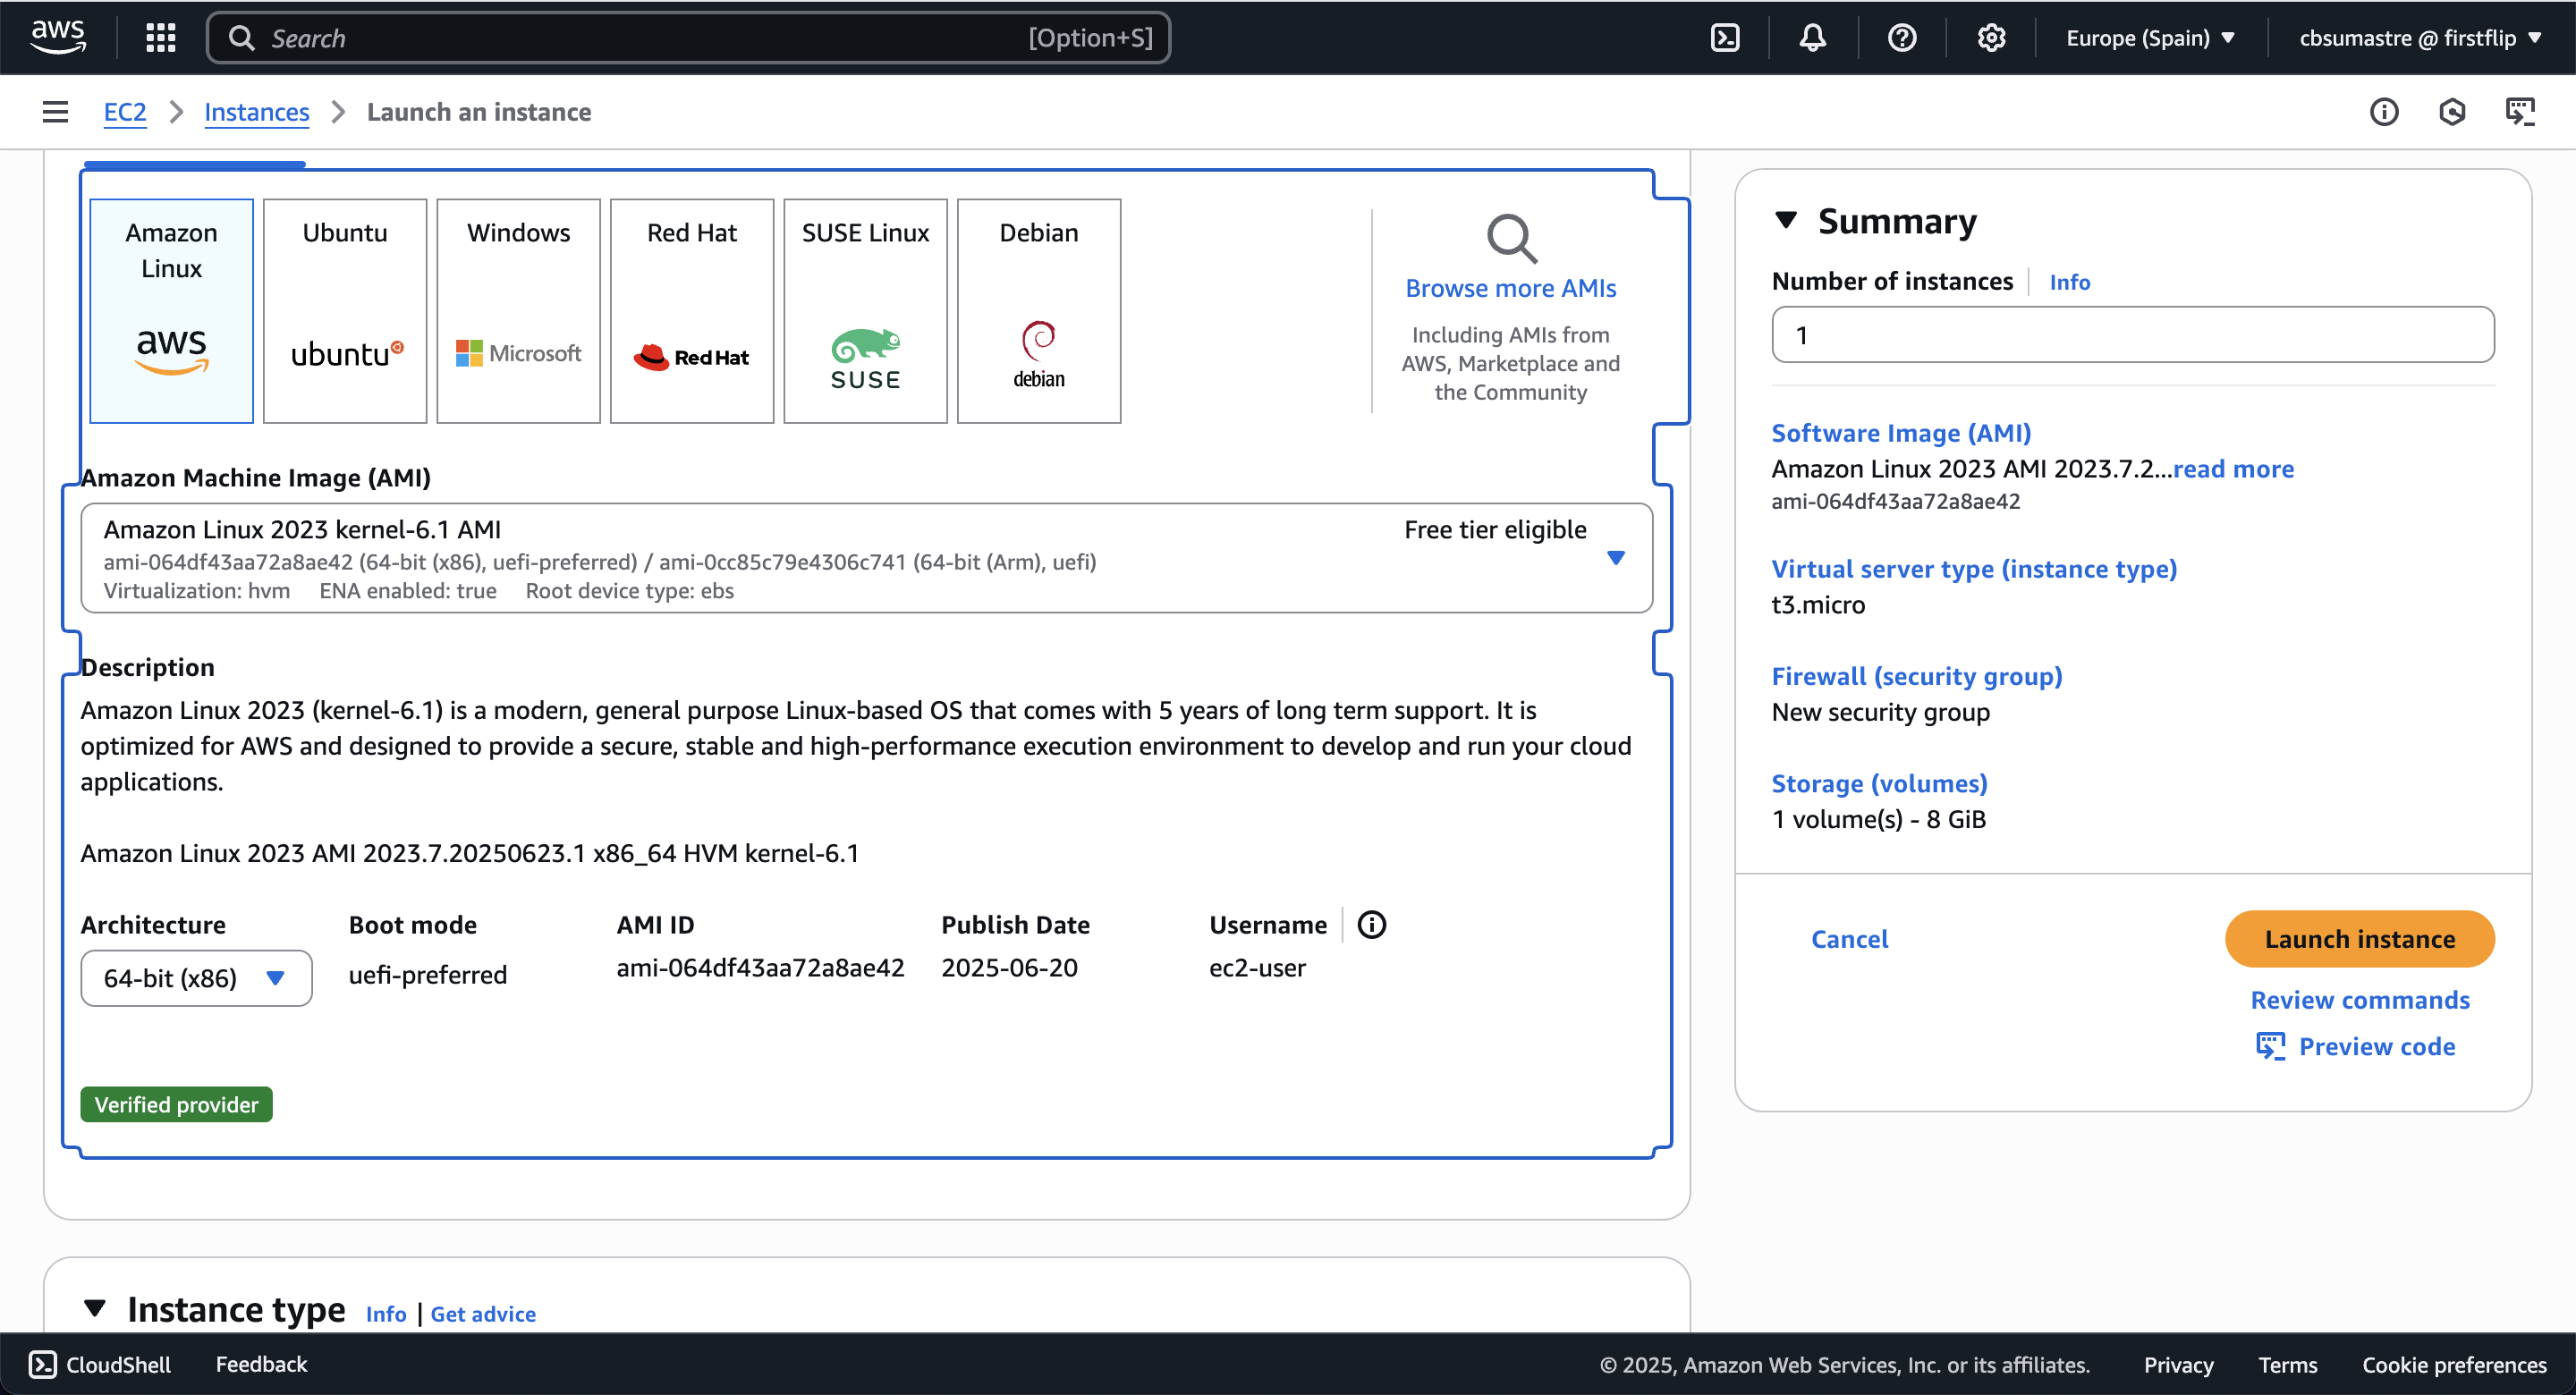 aws
Search [Option+S]
Europe (Spain)
cbsumastre @ firstflip
EC2 Instances Launch an instance
Amazon Linux
aws
Ubuntu
ubuntu
Windows
Microsoft
Red Hat
Red Hat
SUSE Linux
SUSE
Debian
debian
Browse more AMIs
Including AMIs from
AWS, Marketplace and
the Community
Amazon Machine Image (AMI)
Amazon Linux 2023 kernel-6.1 AMI Free tier eligible
ami-064df43aa72a8ae42 (64-bit (x86), uefi-preferred) / ami-0cc85c79e4306c741 (64-bit (Arm), uefi)
Virtualization: hvm ENA enabled: true Root device type: ebs
Description
Amazon Linux 2023 (kernel-6.1) is a modern, general purpose Linux-based OS that comes with 5 years of long term support. It is
optimized for AWS and designed to provide a secure, stable and high-performance execution environment to develop and run your cloud
applications.
Amazon Linux 2023 AMI 2023.7.20250623.1 x86_64 HVM kernel-6.1
Architecture Boot mode AMI ID Publish Date Username
64-bit (x86) uefi-preferred ami-064df43aa72a8ae42 2025-06-20 ec2-user
Verified provider
Instance type Info | Get advice
Summary
Number of instances Info
1
Software Image (AMI)
Amazon Linux 2023 AMI 2023.7.2...read more
ami-064df43aa72a8ae42
Virtual server type (instance type)
t3.micro
Firewall (security group)
New security group
Storage (volumes)
1 volume(s) - 8 GiB
Cancel Launch instance
Review commands
Preview code
CloudShell Feedback © 2025, Amazon Web Services, Inc. or its affiliates. Privacy Terms Cookie preferences